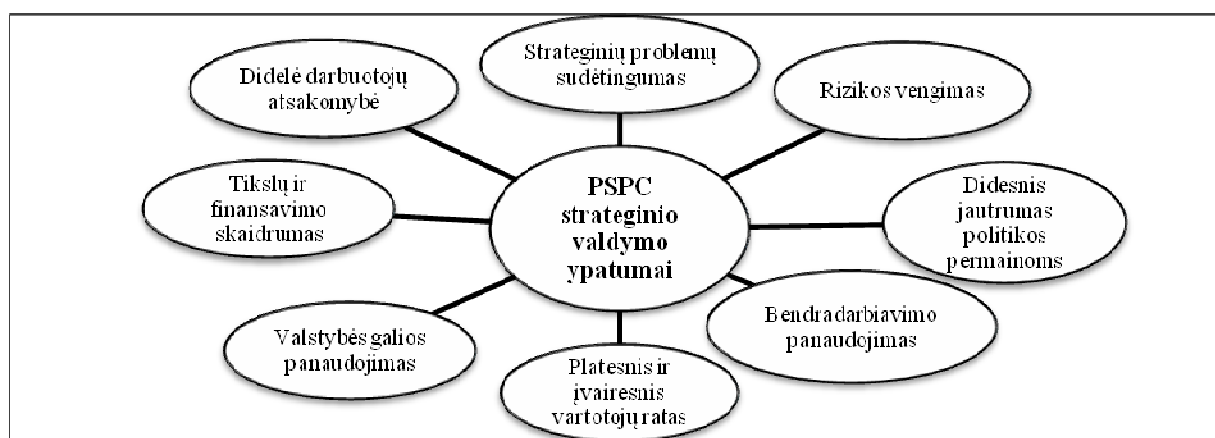 Strateginių problemų
sudėtingumas
Didelė darbuotojų
atsakomybė
Rizikos vengimas
Tikslų ir
finansavimo
skaidrumas
PSPC
strateginio
valdymo
ypatumai
Didesnis
jautrumas
politikos
permainoms
Valstybės galios
panaudojimas
Bendradarbiavimo
panaudojimas
Platesnis ir
įvairesnis
vartotojų ratas